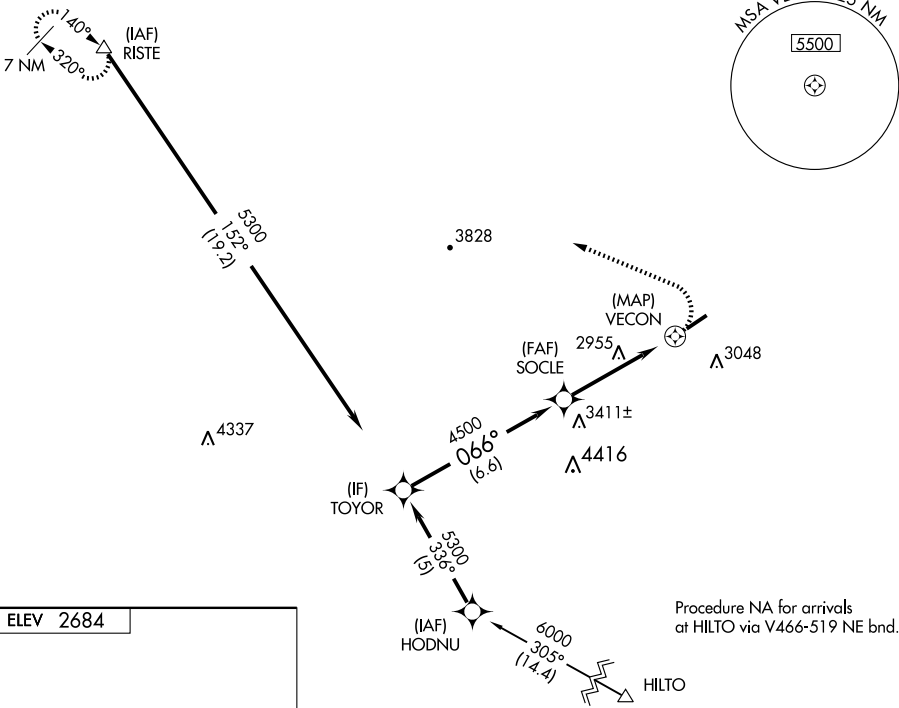 140°
320°
7 NM
(IAF)
RISTE
5500
5300
152°
(19.2)
3828
(MAP)
VECON
2955
3048
(FAF)
SOCLE
3411±
4416
4337
4500
066°
(6.6)
(IF)
TOYOR
5300
336°
(5)
(IAF)
HODNU
6000
305°
(14.4)
HILTO
Procedure NA for arrivals
at HILTO via V466-519 NE bnd.
ELEV 2684
MSA NM